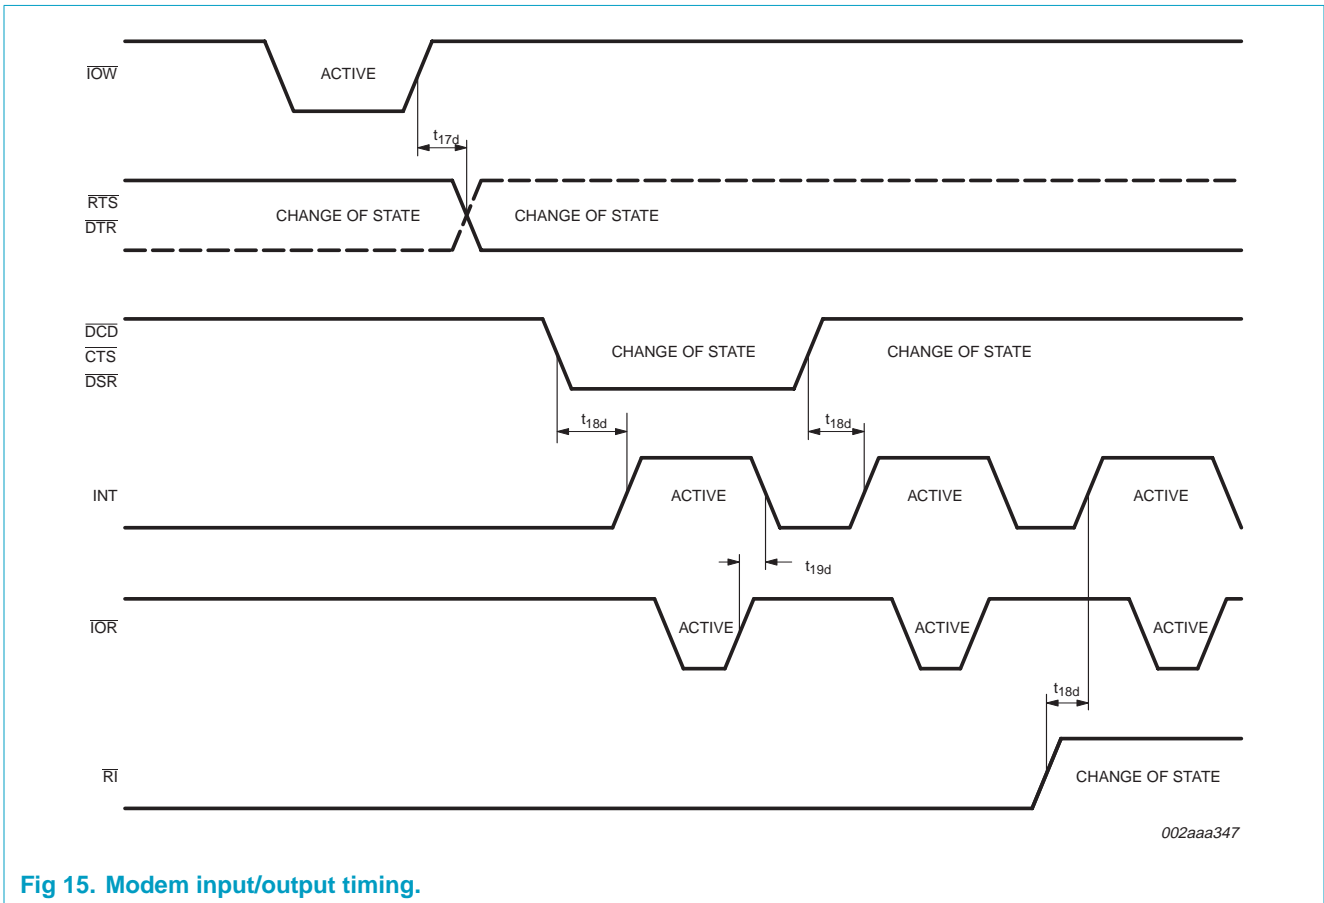 IOW
ACTIVE
t17d
RTS
DTR
CHANGE OF STATE
CHANGE OF STATE
DCD
CTS
DSR
CHANGE OF STATE
CHANGE OF STATE
t18d
t18d
INT
ACTIVE
ACTIVE
ACTIVE
t19d
IOR
ACTIVE
ACTIVE
ACTIVE
t18d
RI
CHANGE OF STATE
002aaa347
Fig 15. Modem input/output timing.